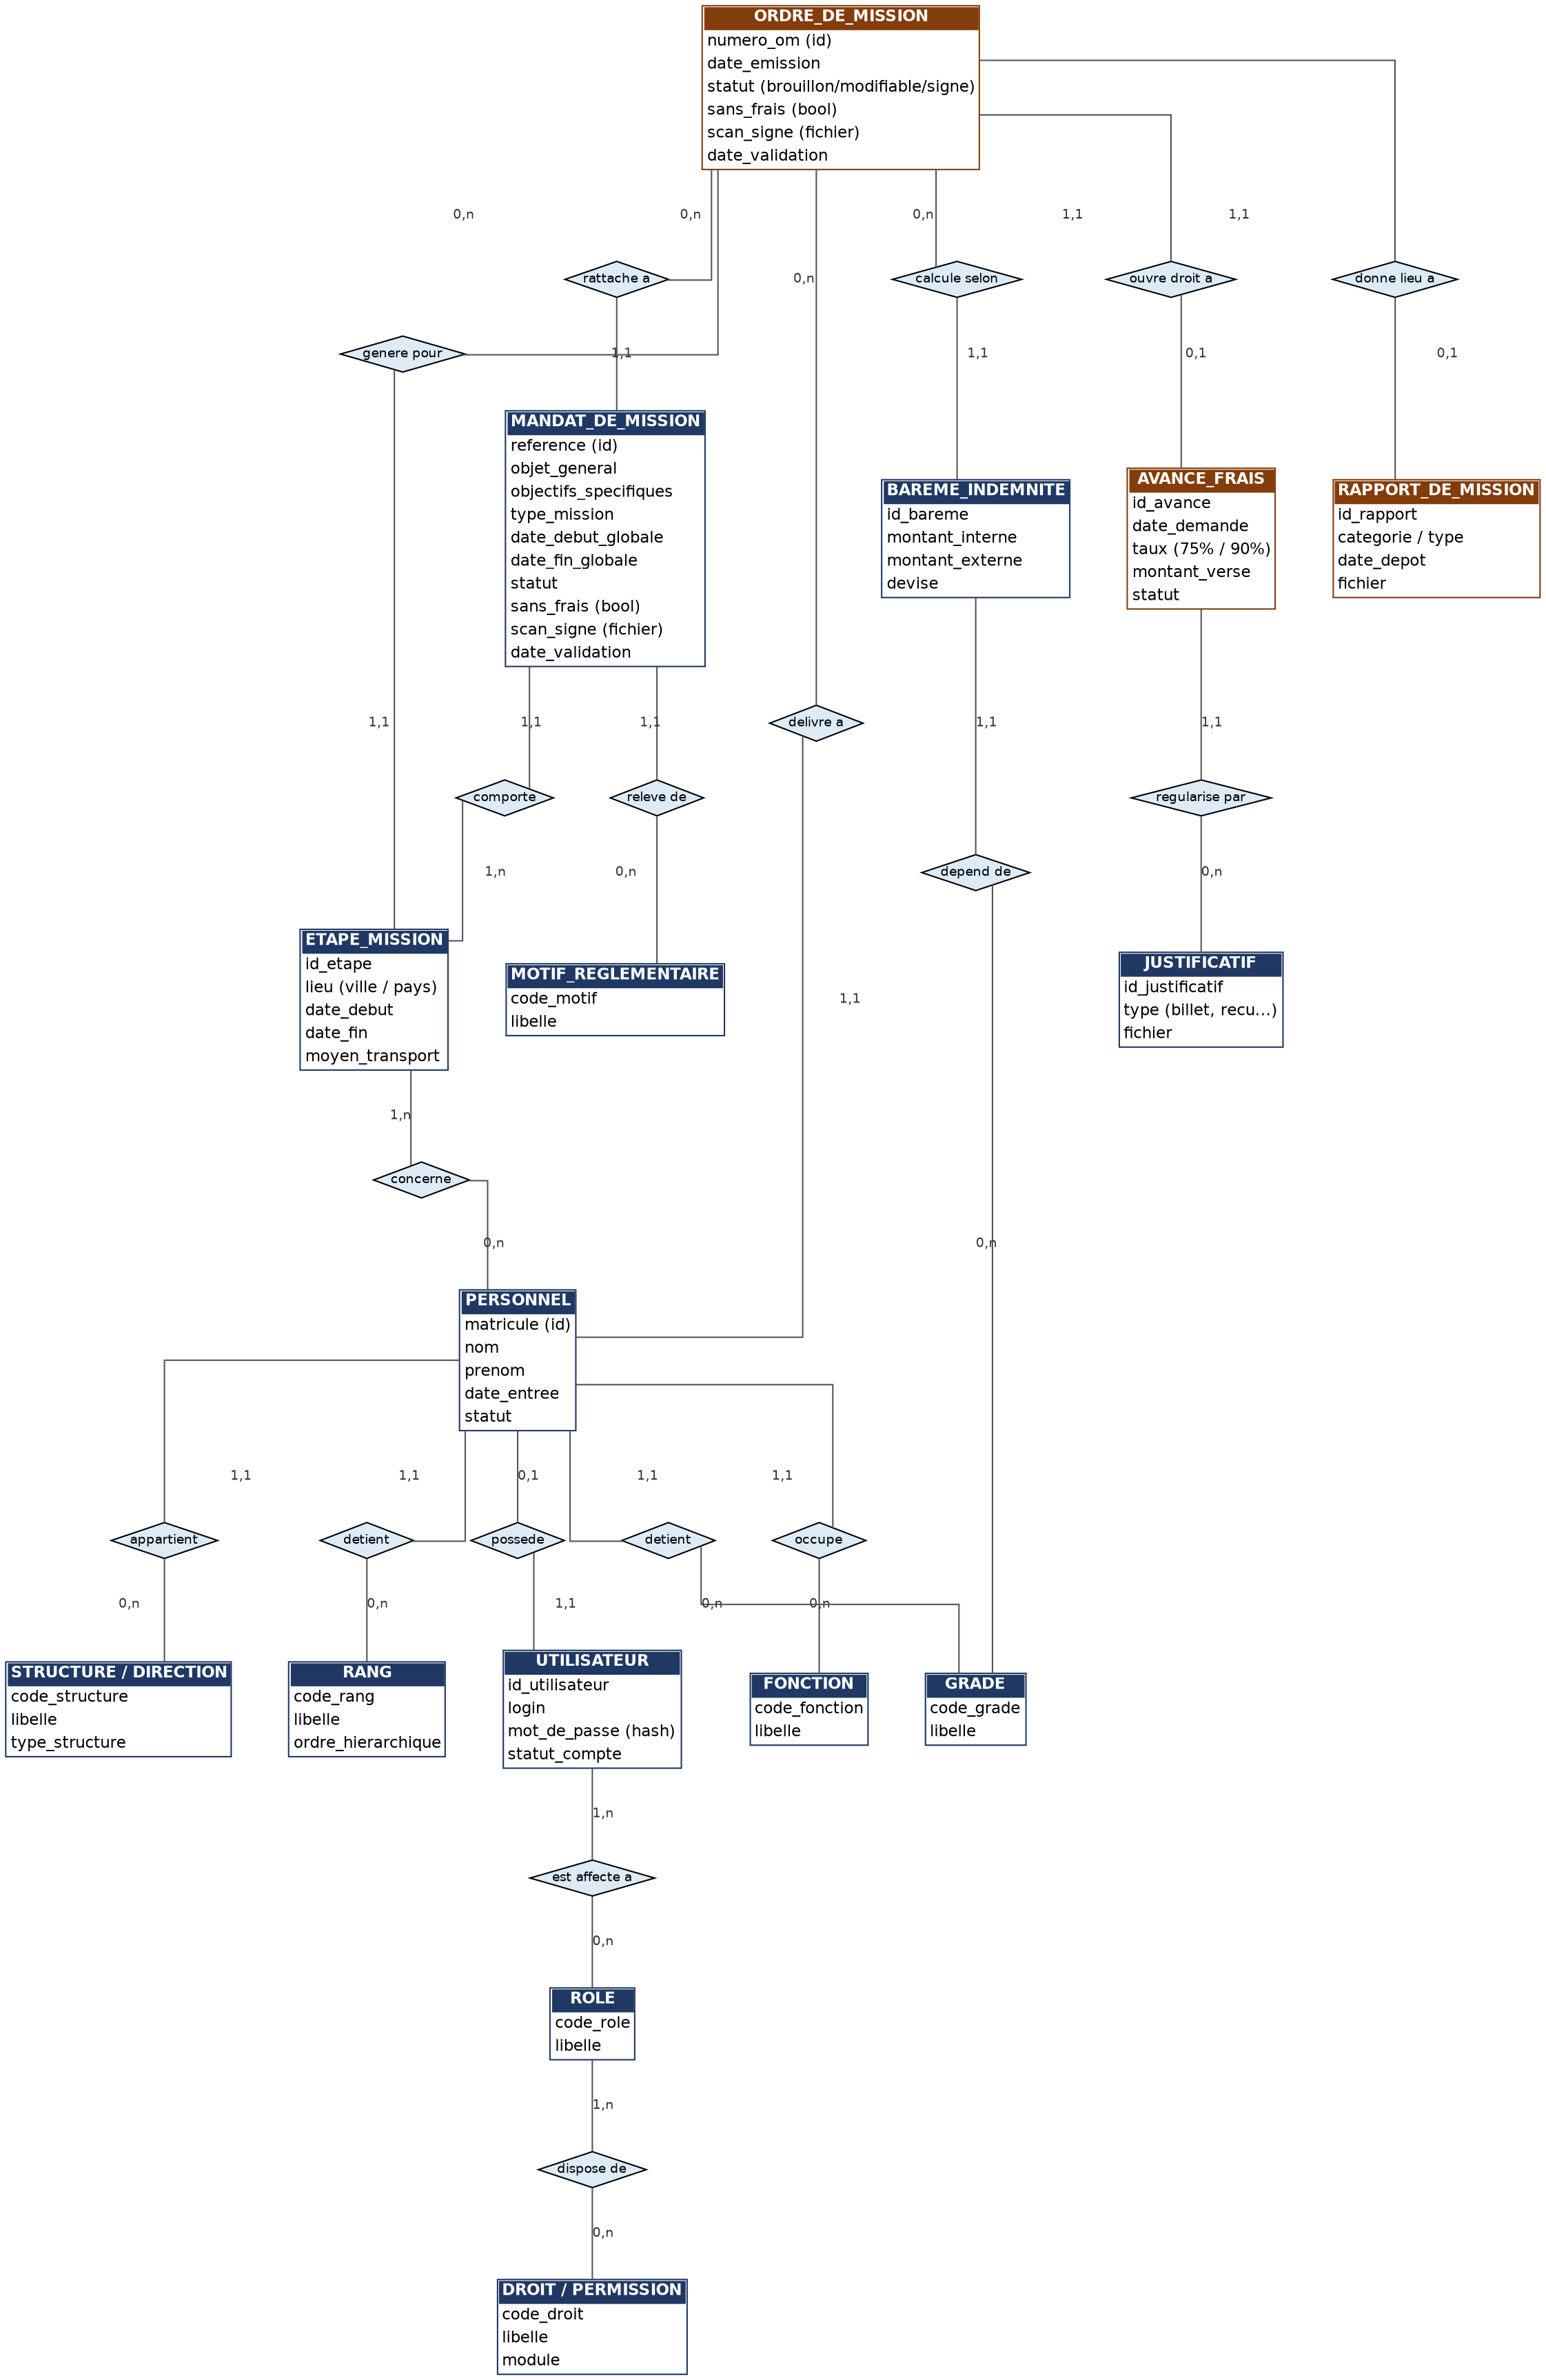 ORDRE_DE_MISSION
numero_om (id)
date_emission
statut (brouillon/modifiable/signe)
sans_frais (bool)
scan_signe (fichier)
date_validation
0,n
0,n
0,n
1,1
1,1
rattache a
0,n
calcule selon
ouvre droit a
donne lieu a
genere pour
1,1
1,1
0,1
0,1
MANDAT_DE_MISSION
reference (id)
objet_general
objectifs_specifiques
type_mission
date_debut_globale
date_fin_globale
statut
sans_frais (bool)
scan_signe (fichier)
date_validation
BAREME_INDEMNITE
id_bareme
montant_interne
montant_externe
devise
AVANCE_FRAIS
id_avance
date_demande
taux (75% / 90%)
montant_verse
statut
RAPPORT_DE_MISSION
id_rapport
categorie / type
date_depot
fichier
1,1
1,1
1,1
delivre a
1,1
1,1
comporte
releve de
regularise par
1,n
0,n
depend de
0,n
ETAPE_MISSION
id_etape
lieu (ville / pays)
date_debut
date_fin
moyen_transport
MOTIF_REGLEMENTAIRE
code_motif
libelle
1,1
JUSTIFICATIF
id_justificatif
type (billet, recu...)
fichier
1,n
concerne
0,n
0,n
PERSONNEL
matricule (id)
nom
prenom
date_entree
statut
1,1
1,1
0,1
1,1
1,1
appartient
detient
possede
detient
occupe
0,n
0,n
1,1
0,n
0,n
STRUCTURE / DIRECTION
code_structure
libelle
type_structure
RANG
code_rang
libelle
ordre_hierarchique
UTILISATEUR
id_utilisateur
login
mot_de_passe (hash)
statut_compte
FONCTION
code_fonction
libelle
GRADE
code_grade
libelle
1,n
est affecte a
0,n
ROLE
code_role
libelle
1,n
dispose de
0,n
DROIT / PERMISSION
code_droit
libelle
module